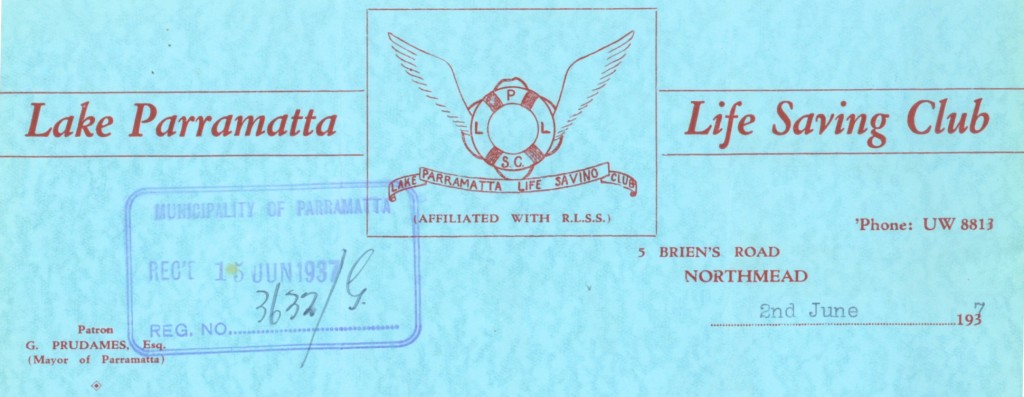 Lake Parramatta
Life Saving Club
P
L L
S.C.
LAKE PARRAMATTA LIFE SAVING CLUB
(AFFILIATED WITH R.L.S.S.)
MUNICIPALITY OF PARRAMATTA
REC'D 15 JUN 1937
3632/G.
REG. NO.
'Phone: UW 8813
5 BRIEN'S ROAD
NORTHMEAD
2nd June 1937
Patron
G. PRUDAMES, Esq.
(Mayor of Parramatta)